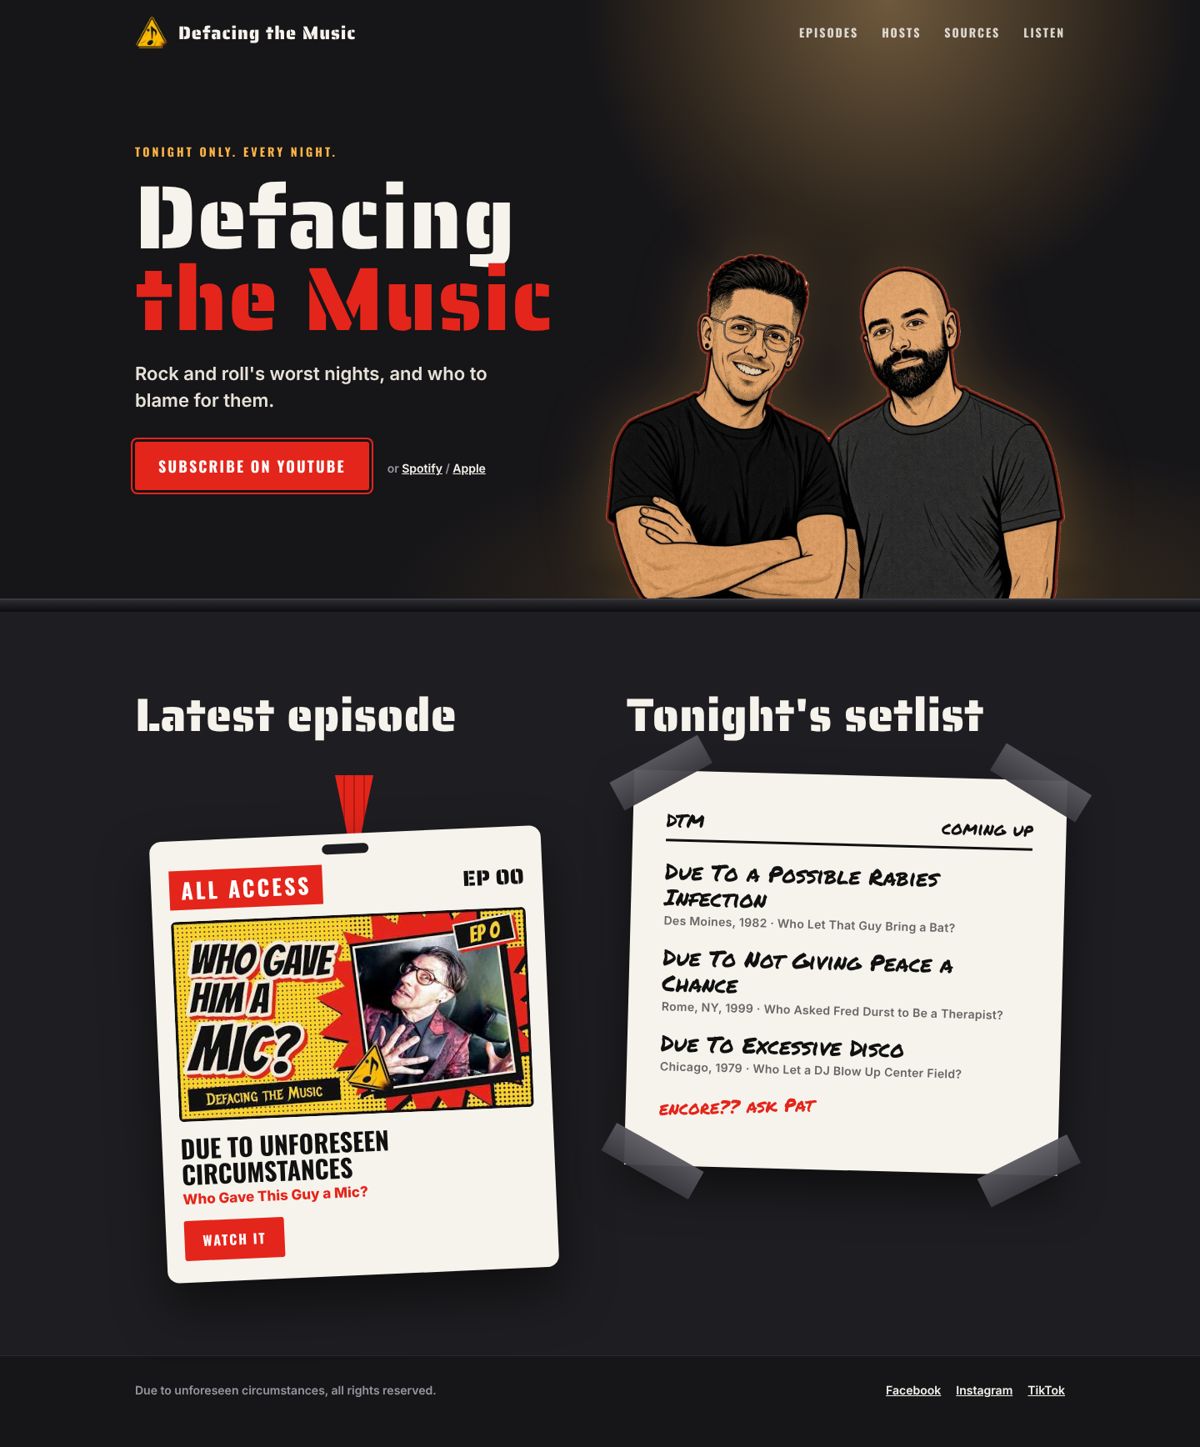 Defacing the Music
EPISODES HOSTS SOURCES LISTEN
TONIGHT ONLY. EVERY NIGHT.
Defacing
the Music
Rock and roll's worst nights, and who to
blame for them.
SUBSCRIBE ON YOUTUBE
or Spotify / Apple
Latest episode
ALL ACCESS
EP 00
WHO GAVE
HIM A
MIC?
EP 0
DEFACING THE MUSIC
DUE TO UNFORESEEN
CIRCUMSTANCES
Who Gave This Guy a Mic?
WATCH IT
Tonight's setlist
DTM
COMING UP
DUE TO A POSSIBLE RABIES
INFECTION
Des Moines, 1982 · Who Let That Guy Bring a Bat?
DUE TO NOT GIVING PEACE A
CHANCE
Rome, NY, 1999 · Who Asked Fred Durst to Be a Therapist?
DUE TO EXCESSIVE DISCO
Chicago, 1979 · Who Let a DJ Blow Up Center Field?
ENCORE?? ASK PAT
Due to unforeseen circumstances, all rights reserved.
Facebook Instagram TikTok